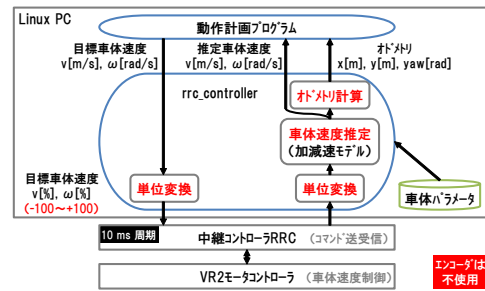 Linux PC
動作計画プログラム
目標車体速度
v[m/s], ω[rad/s]
推定車体速度
v[m/s], ω[rad/s]
オドメトリ
x[m], y[m], yaw[rad]
rrc_controller
オドメトリ計算
車体速度推定
(加減速モデル)
目標車体速度
v[%], ω[%]
(-100～+100)
単位変換
単位変換
車体パラメータ
10 ms 周期
中継コントローラRRC (コマンド送受信)
VR2モータコントローラ (車体速度制御)
エンコーダは
不使用